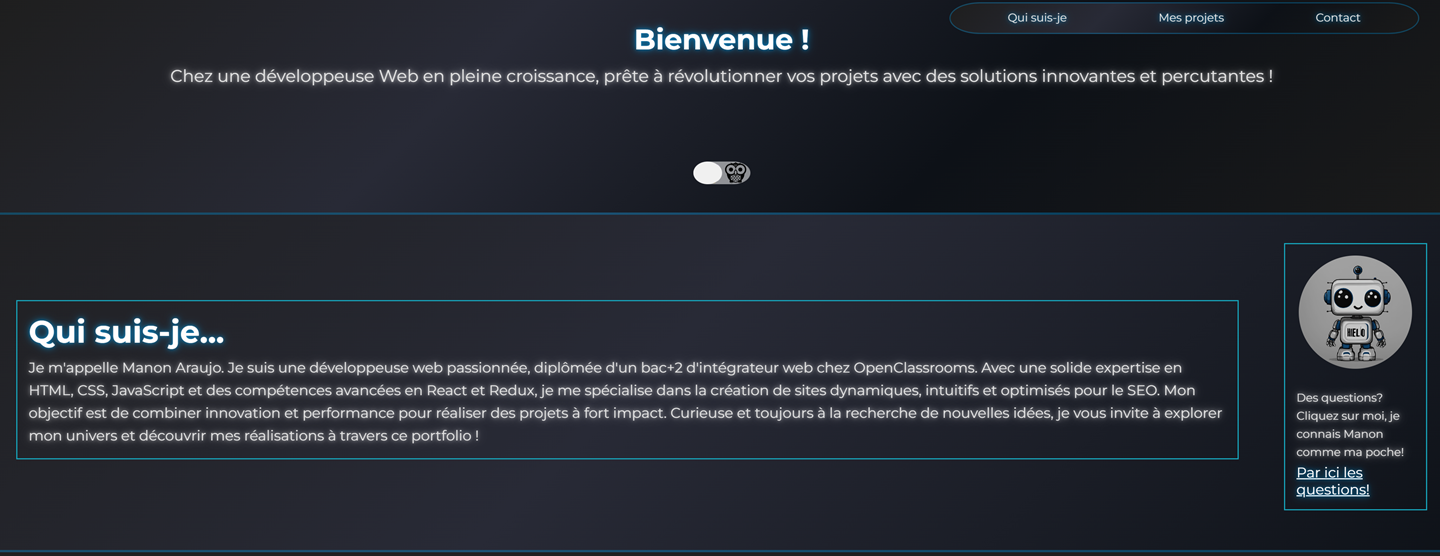 Qui suis-je
Mes projets
Contact
Bienvenue !
Chez une développeuse Web en pleine croissance, prête à révolutionner vos projets avec des solutions innovantes et percutantes !
Qui suis-je...
Je m'appelle Manon Araujo. Je suis une développeuse web passionnée, diplômée d'un bac+2 d'intégrateur web chez OpenClassrooms. Avec une solide expertise en
HTML, CSS, JavaScript et des compétences avancées en React et Redux, je me spécialise dans la création de sites dynamiques, intuitifs et optimisés pour le SEO. Mon
objectif est de combiner innovation et performance pour réaliser des projets à fort impact. Curieuse et toujours à la recherche de nouvelles idées, je vous invite à explorer
mon univers et découvrir mes réalisations à travers ce portfolio !
HELO
Des questions?
Cliquez sur moi, je
connais Manon
comme ma poche!
Par ici les
questions!